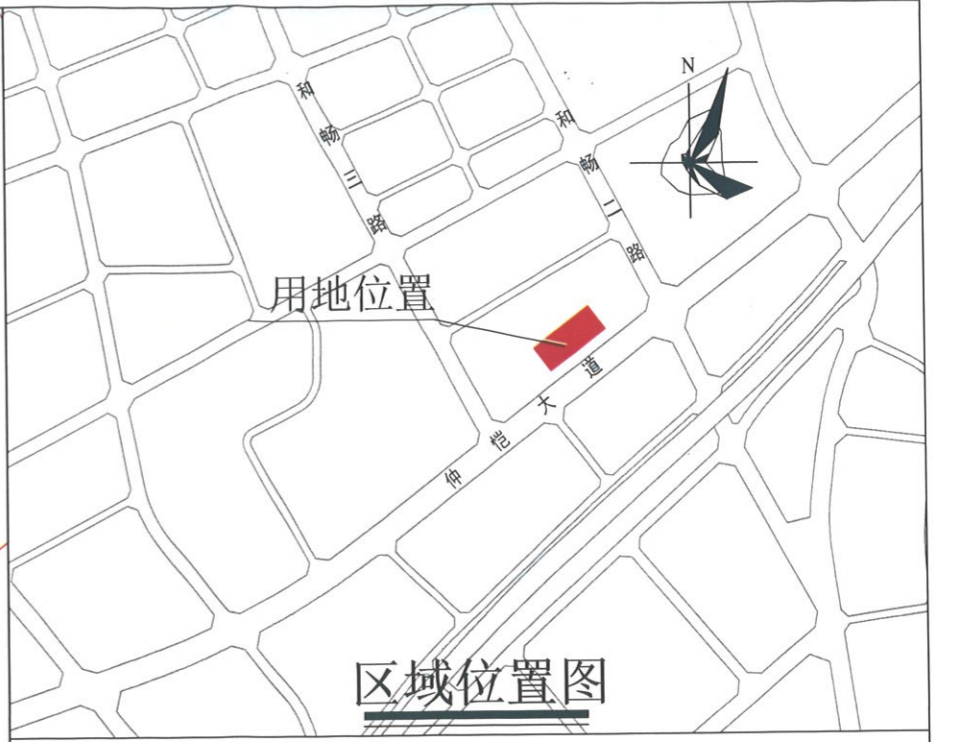 N
和畅三路
和畅二路
用地位置
仲恺大道
区域位置图